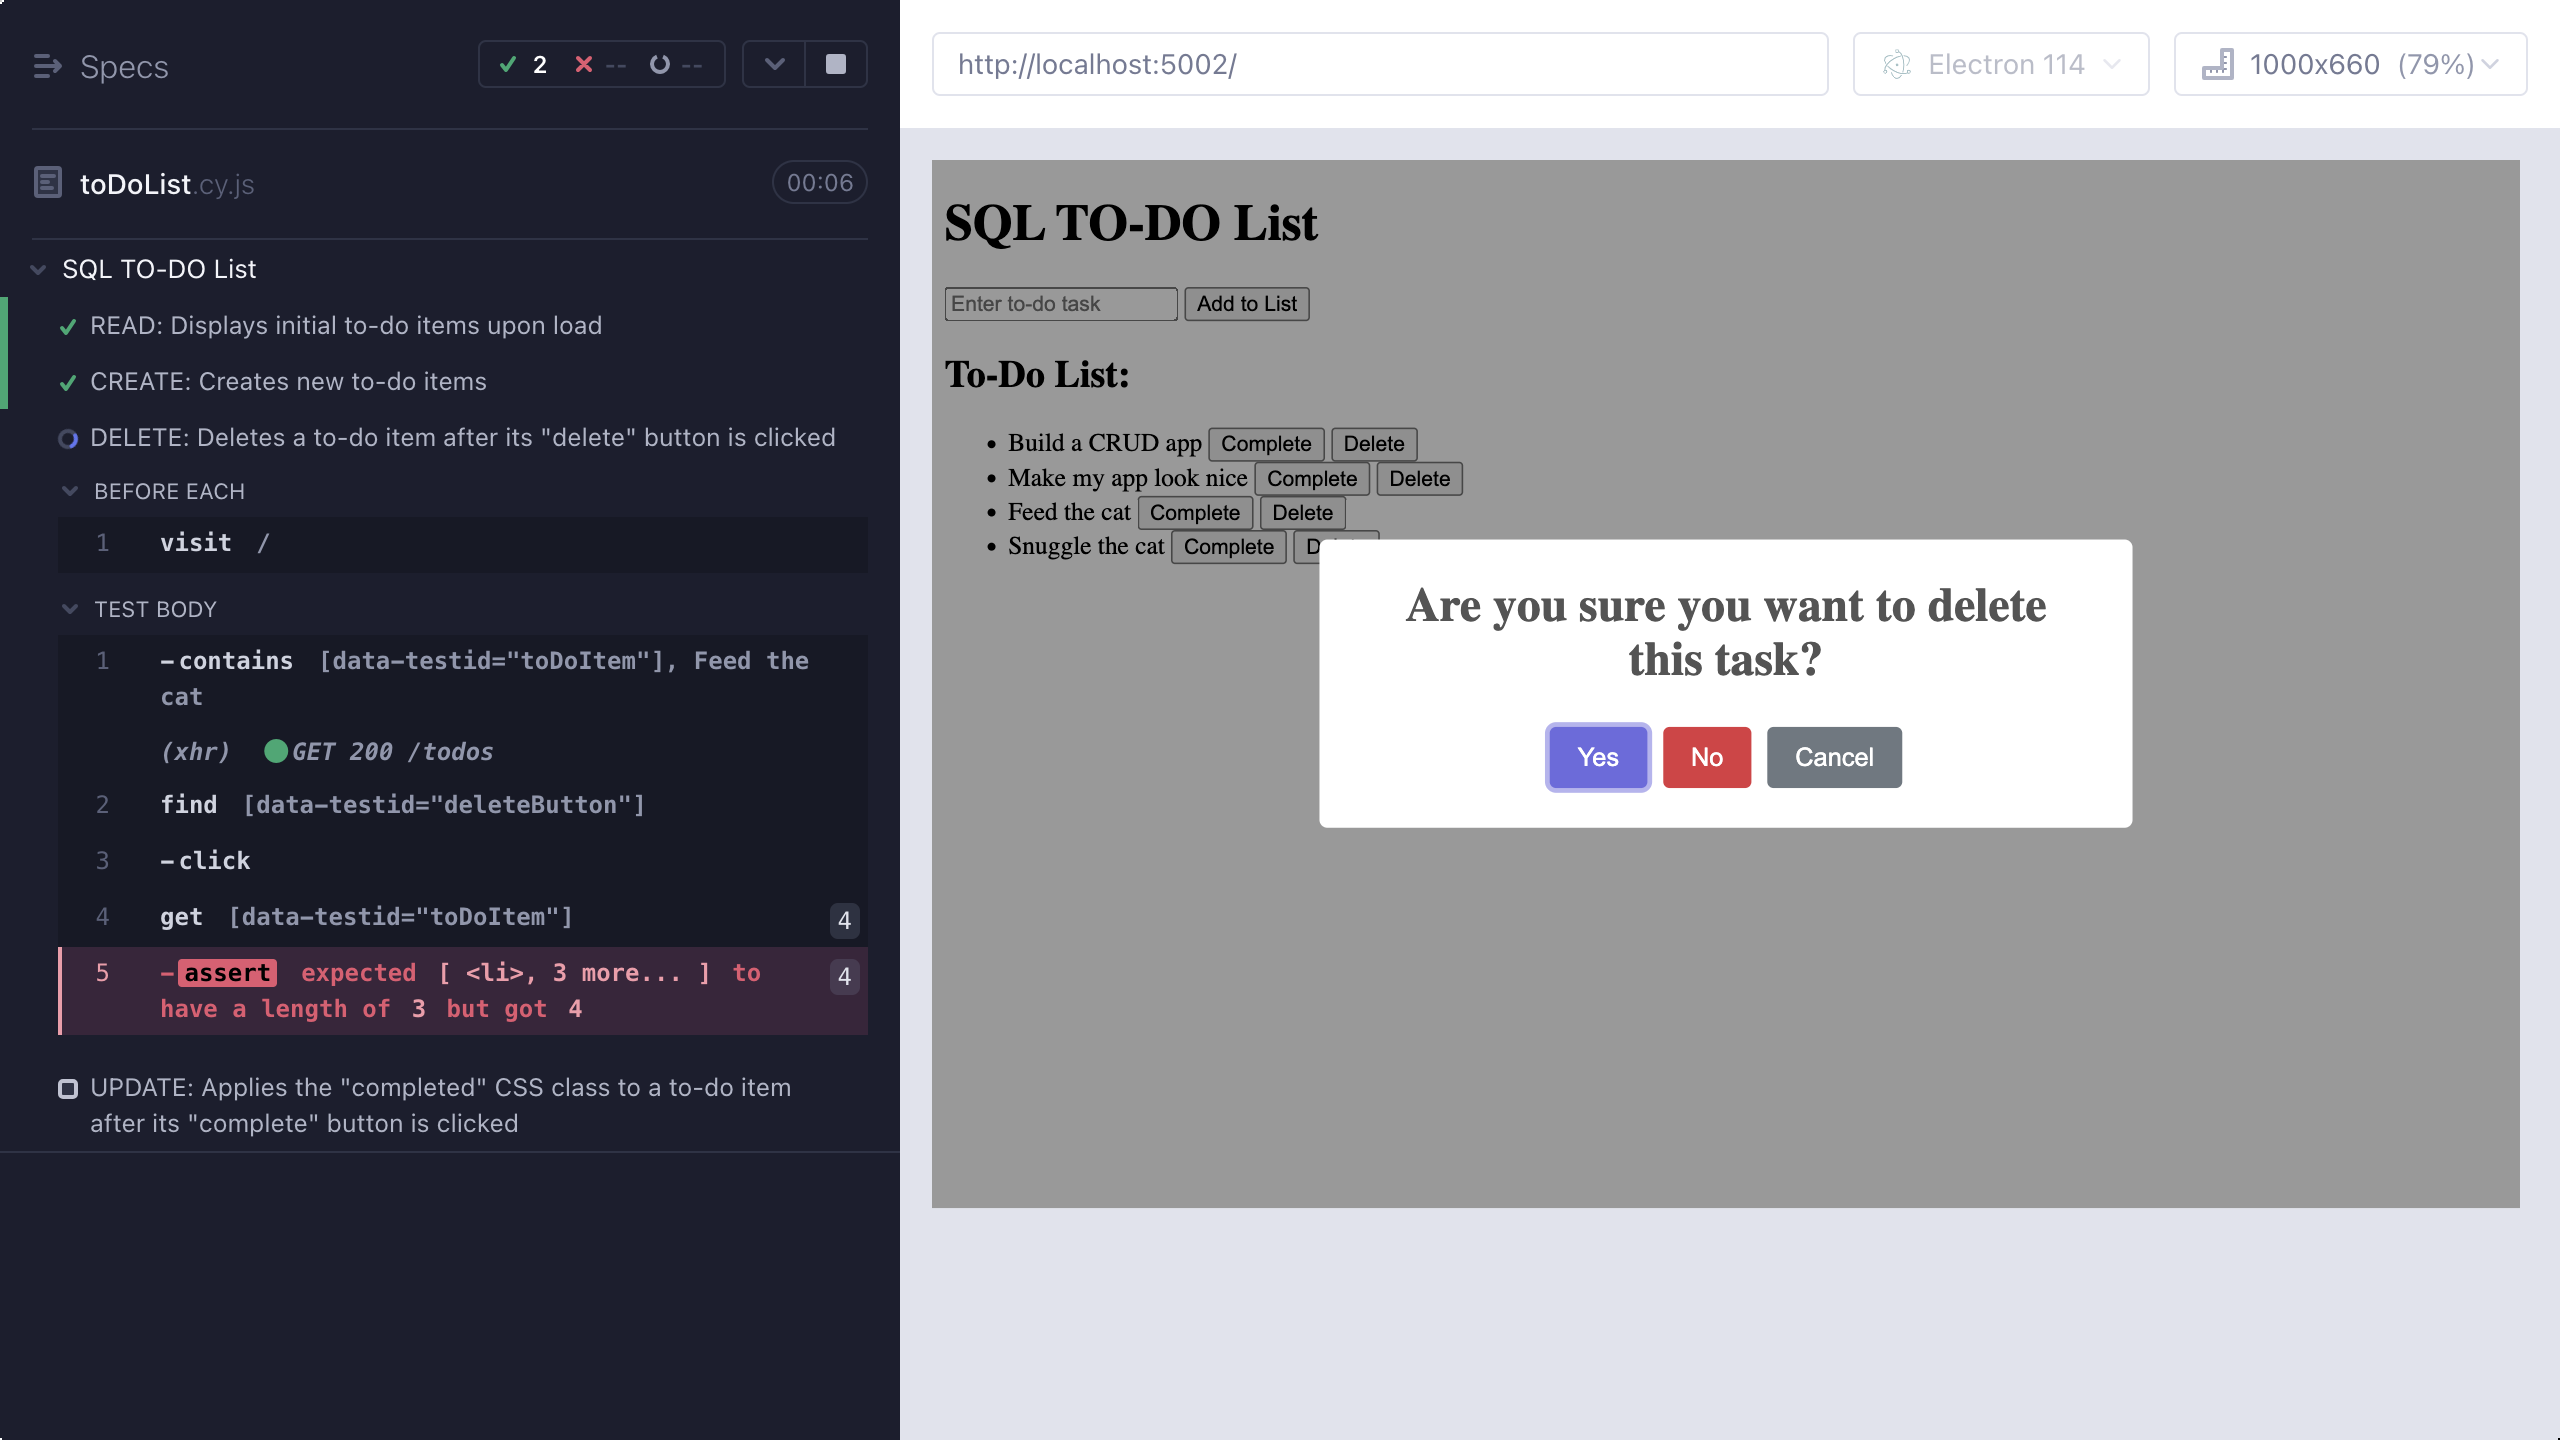 Specs
2 -- --
toDoList.cy.js
00:06
SQL TO-DO List
READ: Displays initial to-do items upon load
CREATE: Creates new to-do items
DELETE: Deletes a to-do item after its "delete" button is clicked
BEFORE EACH
1 visit /
TEST BODY
1 -contains [data-testid="toDoItem"], Feed the
cat
(xhr) GET 200 /todos
2 find [data-testid="deleteButton"]
3 -click
4 get [data-testid="toDoItem"] 4
5 -assert expected [ <li>, 3 more... ] to 4
have a length of 3 but got 4
UPDATE: Applies the "completed" CSS class to a to-do item
after its "complete" button is clicked
http://localhost:5002/
Electron 114
1000x660 (79%)
SQL TO-DO List
Enter to-do task Add to List
To-Do List:
• Build a CRUD app Complete Delete
• Make my app look nice Complete Delete
• Feed the cat Complete Delete
• Snuggle the cat Complete
Are you sure you want to delete
this task?
Yes No Cancel